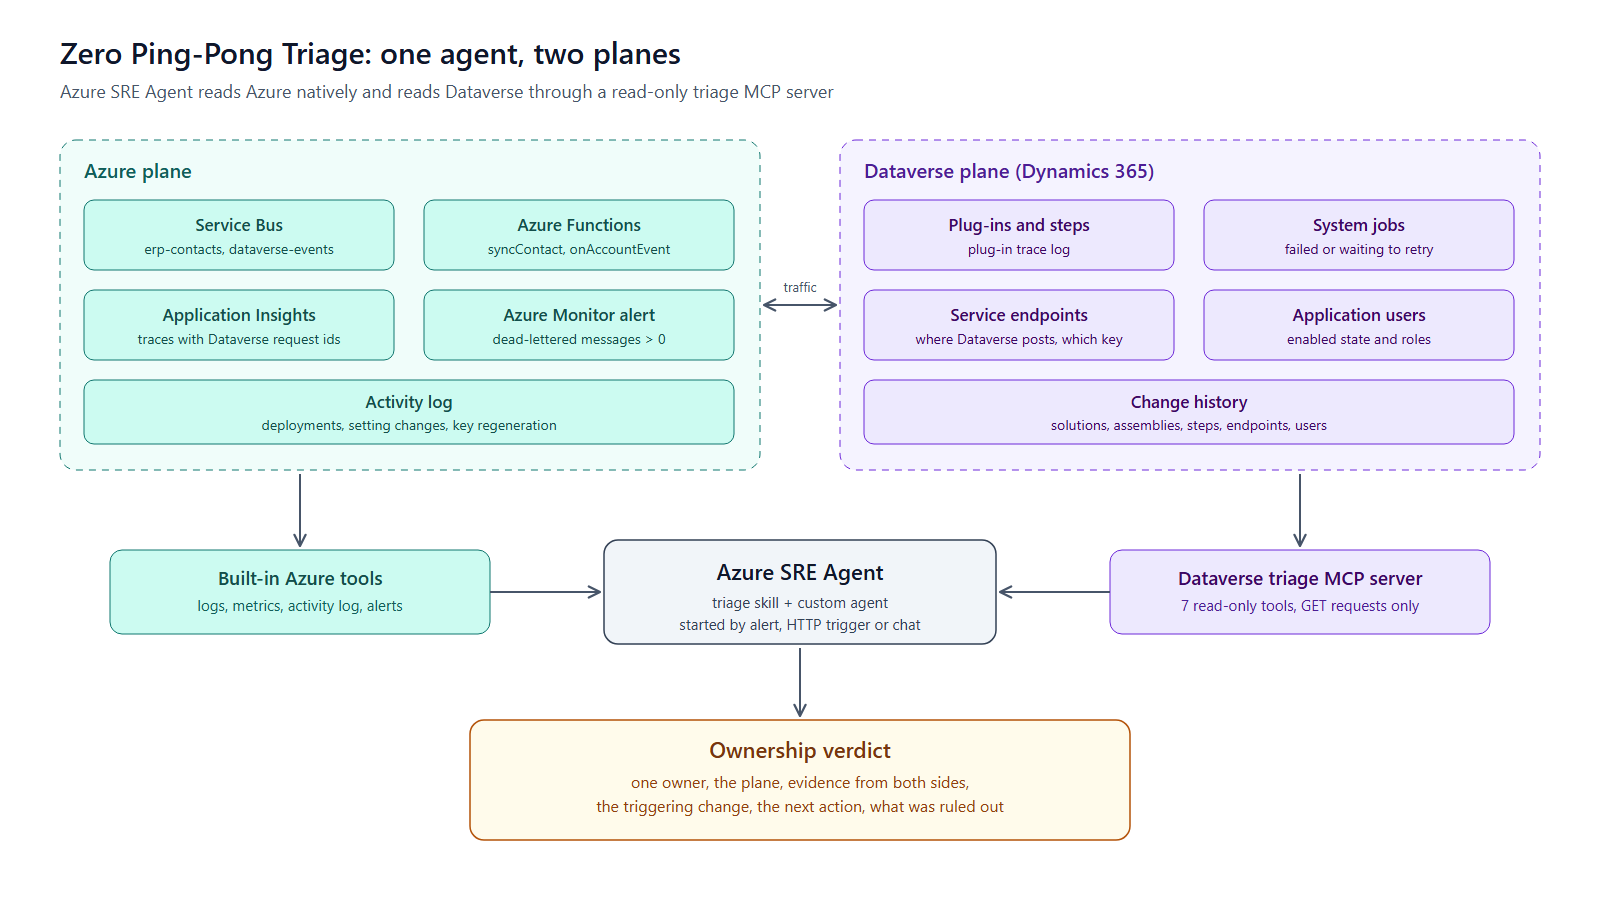 Zero Ping-Pong Triage: one agent, two planes
Azure SRE Agent reads Azure natively and reads Dataverse through a read-only triage MCP server
Azure plane
Service Bus
erp-contacts, dataverse-events
Azure Functions
syncContact, onAccountEvent
Application Insights
traces with Dataverse request ids
Azure Monitor alert
dead-lettered messages > 0
Activity log
deployments, setting changes, key regeneration
traffic
Dataverse plane (Dynamics 365)
Plug-ins and steps
plug-in trace log
System jobs
failed or waiting to retry
Service endpoints
where Dataverse posts, which key
Application users
enabled state and roles
Change history
solutions, assemblies, steps, endpoints, users
Built-in Azure tools
logs, metrics, activity log, alerts
Azure SRE Agent
triage skill + custom agent
started by alert, HTTP trigger or chat
Dataverse triage MCP server
7 read-only tools, GET requests only
Ownership verdict
one owner, the plane, evidence from both sides,
the triggering change, the next action, what was ruled out